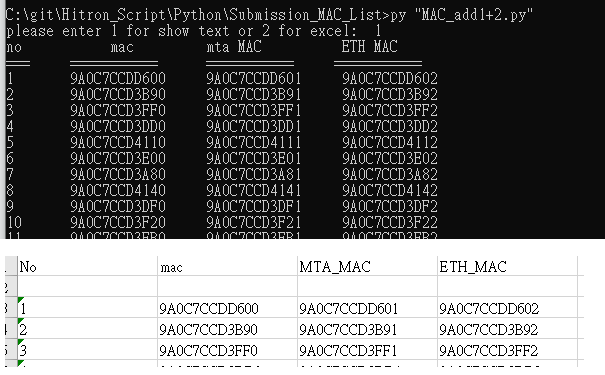 C:\git\Hitron_Script\Python\Submission_MAC_List>py "MAC_add1+2.py"
please enter 1 for show text or 2 for excel:  1
no mac mta MAC ETH MAC
1 9A0C7CCDD600 9A0C7CCDD601 9A0C7CCDD602
2 9A0C7CCD3B90 9A0C7CCD3B91 9A0C7CCD3B92
3 9A0C7CCD3FF0 9A0C7CCD3FF1 9A0C7CCD3FF2
4 9A0C7CCD3DD0 9A0C7CCD3DD1 9A0C7CCD3DD2
5 9A0C7CCD4110 9A0C7CCD4111 9A0C7CCD4112
6 9A0C7CCD3E00 9A0C7CCD3E01 9A0C7CCD3E02
7 9A0C7CCD3A80 9A0C7CCD3A81 9A0C7CCD3A82
8 9A0C7CCD4140 9A0C7CCD4141 9A0C7CCD4142
9 9A0C7CCD3DF0 9A0C7CCD3DF1 9A0C7CCD3DF2
10 9A0C7CCD3F20 9A0C7CCD3F21 9A0C7CCD3F22
11
No mac MTA_MAC ETH_MAC
1 9A0C7CCDD600 9A0C7CCDD601 9A0C7CCDD602
2 9A0C7CCD3B90 9A0C7CCD3B91 9A0C7CCD3B92
3 9A0C7CCD3FF0 9A0C7CCD3FF1 9A0C7CCD3FF2